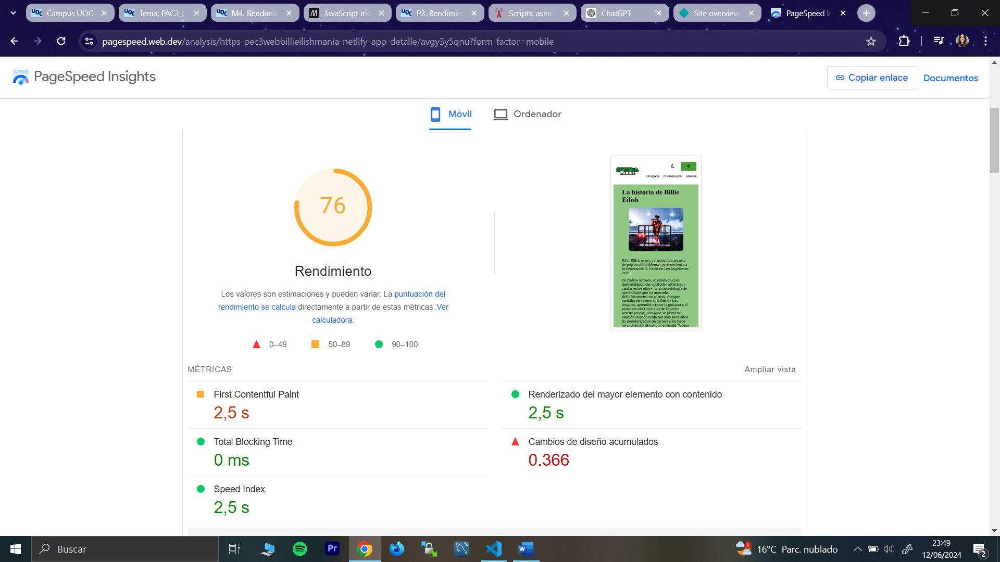 Campus UOC
Tema: PAC3 /
M4. Rendimie
JavaScript mo
P3. Rendimie
Scripts: asínc
ChatGPT
Site overview
PageSpeed In
pagespeed.web.dev/analysis/https-pec3webbillieilishmania-netlify-app-detalle/avgy3y5qnu?form_factor=mobile
PageSpeed Insights
Copiar enlace
Documentos
Móvil
Ordenador
76
Rendimiento
Los valores son estimaciones y pueden variar. La puntuación del
rendimiento se calcula directamente a partir de estas métricas. Ver
calculadora.
0–49
50–89
90–100
Mania
Categoría Presentación Enlaces
La historia de Billie
Eilish
Billie Eilish es una reconocida cantante
de pop estadounidense, perteneciente a
la Generación Z. Nació en Los Angeles en
2001.
De padres actores, se educó en casa
desarrollando sus aptitudes artísticas -
cantar entre ellas-, una metodología de
aprendizaje que ha marcado
definitivamente su carrera. Aunque
cantaba en el coro de niños de Los
Angeles, aprendió a tocar la guitarra y el
piano viendo tutoriales de Youtube.
Artista precoz, compuso su primera
canción cuando tenía tan solo siete años.
Su popularidad se dispararía a los trece
años cuando debutó con el single "Ocean
MÉTRICAS
Ampliar vista
First Contentful Paint
2,5 s
Renderizado del mayor elemento con contenido
2,5 s
Total Blocking Time
0 ms
Cambios de diseño acumulados
0.366
Speed Index
2,5 s
Buscar
Pr
1
16°C Parc. nublado
23:49
12/06/2024
2